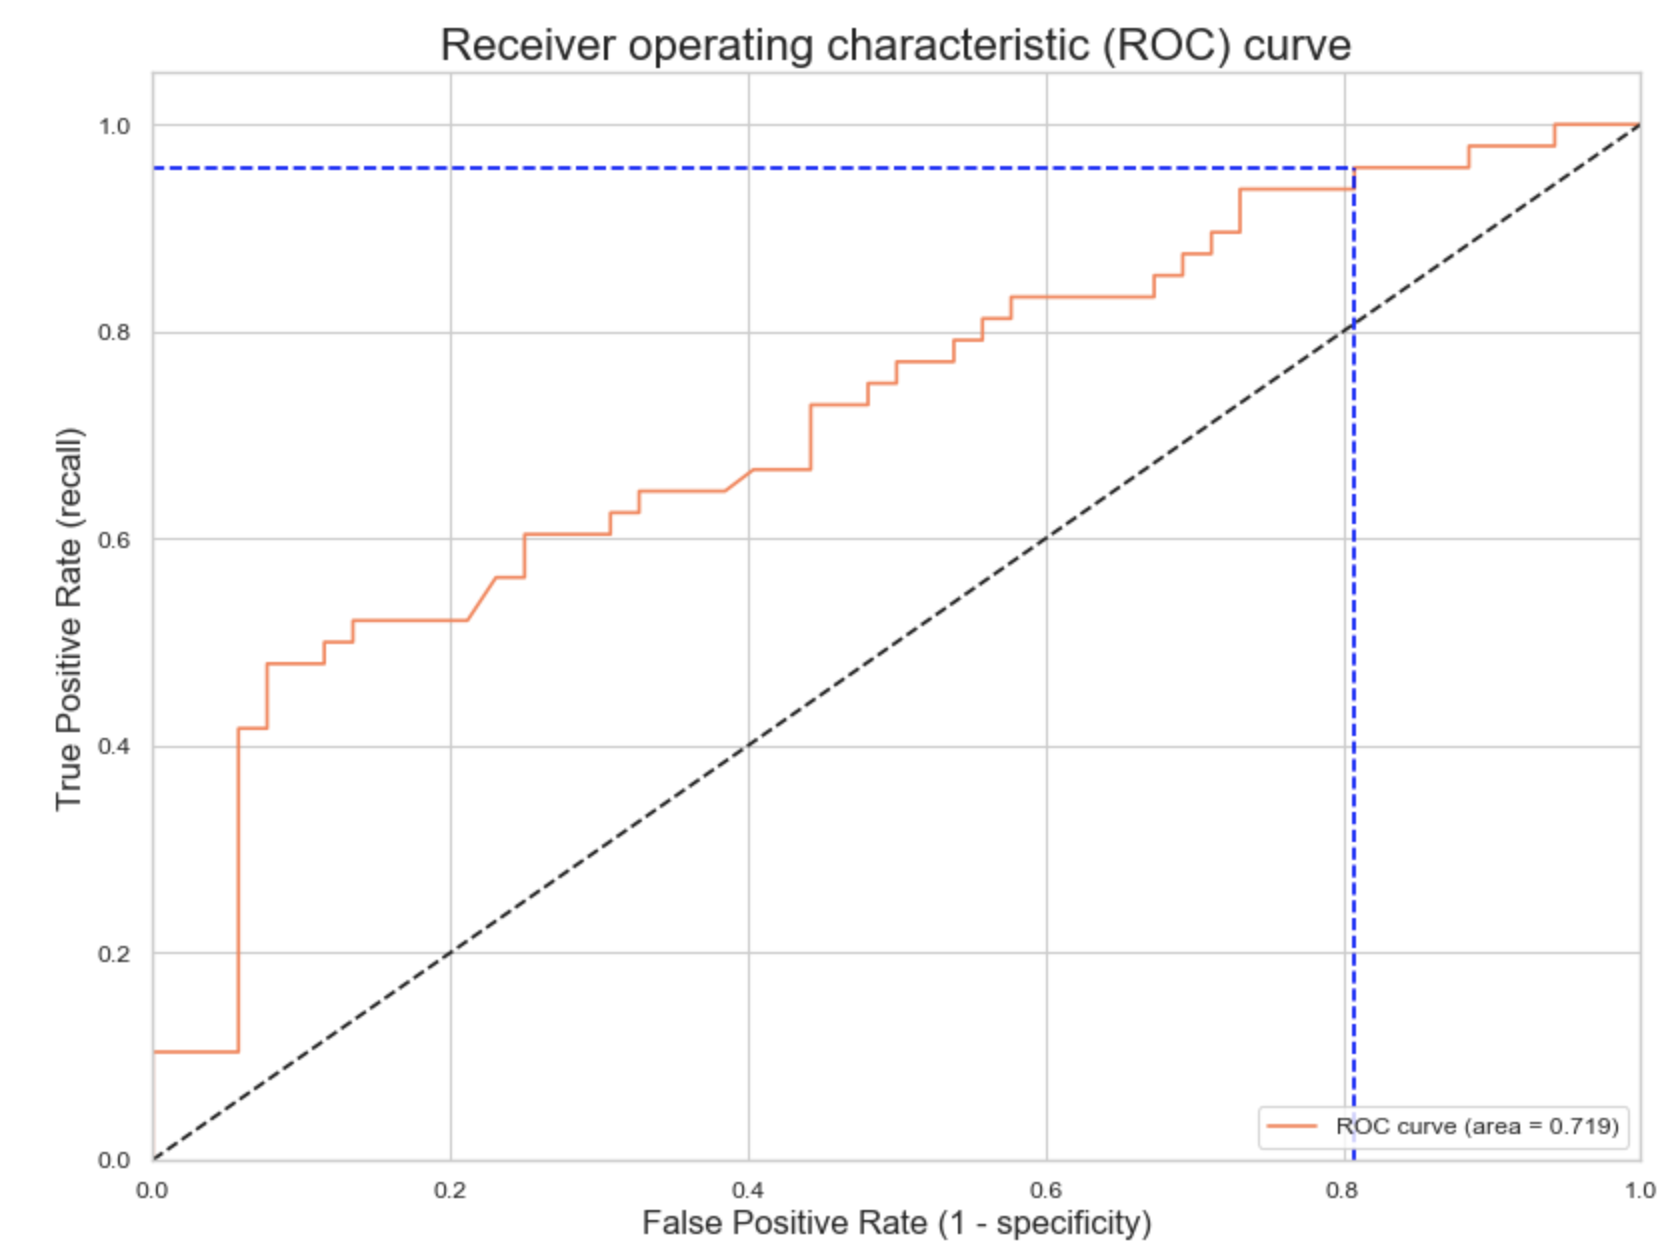 Receiver operating characteristic (ROC) curve
True Positive Rate (recall)
1.0
0.8
0.6
0.4
0.2
0.0
ROC curve (area = 0.719)
0.0 0.2 0.4 0.6 0.8 1.0
False Positive Rate (1 - specificity)